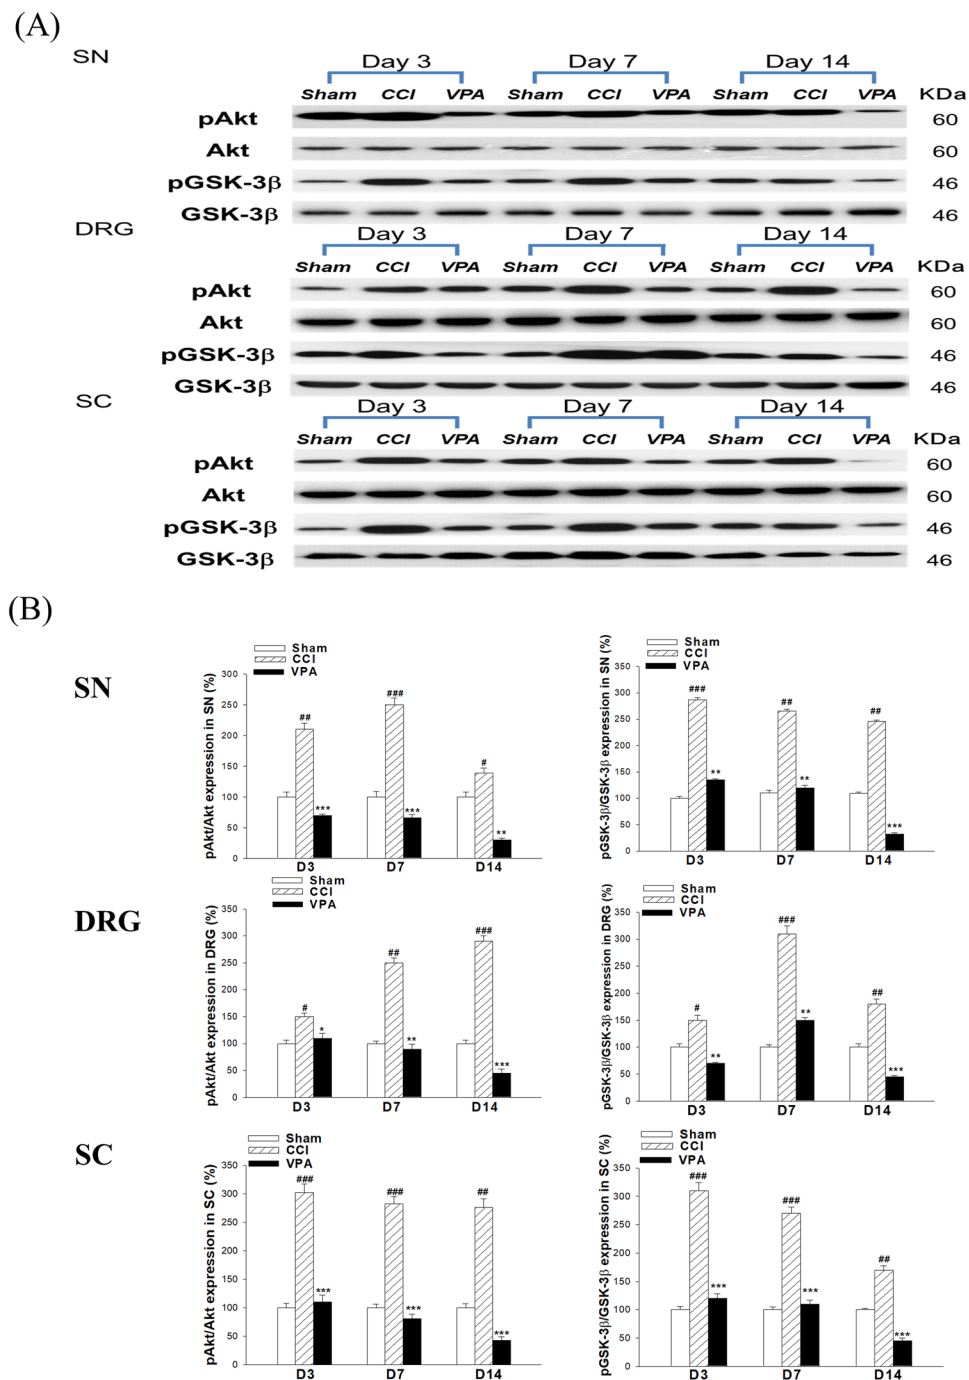 (A)
SN
Day 3 Day 7 Day 14
Sham CCI VPA Sham CCI VPA Sham CCI VPA KDa
pAkt 60
Akt 60
pGSK-3β 46
GSK-3β 46
DRG
Day 3 Day 7 Day 14
Sham CCI VPA Sham CCI VPA Sham CCI VPA KDa
pAkt 60
Akt 60
pGSK-3β 46
GSK-3β 46
SC
Day 3 Day 7 Day 14
Sham CCI VPA Sham CCI VPA Sham CCI VPA KDa
pAkt 60
Akt 60
pGSK-3β 46
GSK-3β 46
(B)
SN
Sham
CCI
VPA
pAkt/Akt expression in SN (%)
300
250
200
150
100
50
0
## ### #
*** *** **
D3 D7 D14
Sham
CCI
VPA
pGSK-3β/GSK-3β expression in SN (%)
350
300
250
200
150
100
50
0
### ## ##
** ** ***
D3 D7 D14
DRG
Sham
CCI
VPA
pAkt/Akt expression in DRG (%)
350
300
250
200
150
100
50
0
# ## ###
* ** ***
D3 D7 D14
Sham
CCI
VPA
pGSK-3β/GSK-3β expression in DRG (%)
350
300
250
200
150
100
50
0
# ### ##
** ** ***
D3 D7 D14
SC
Sham
CCI
VPA
pAkt/Akt expression in SC (%)
350
300
250
200
150
100
50
0
### ### ##
*** *** ***
D3 D7 D14
Sham
CCI
VPA
pGSK-3β/GSK-3β expression in SC (%)
350
300
250
200
150
100
50
0
### ### ##
*** *** ***
D3 D7 D14